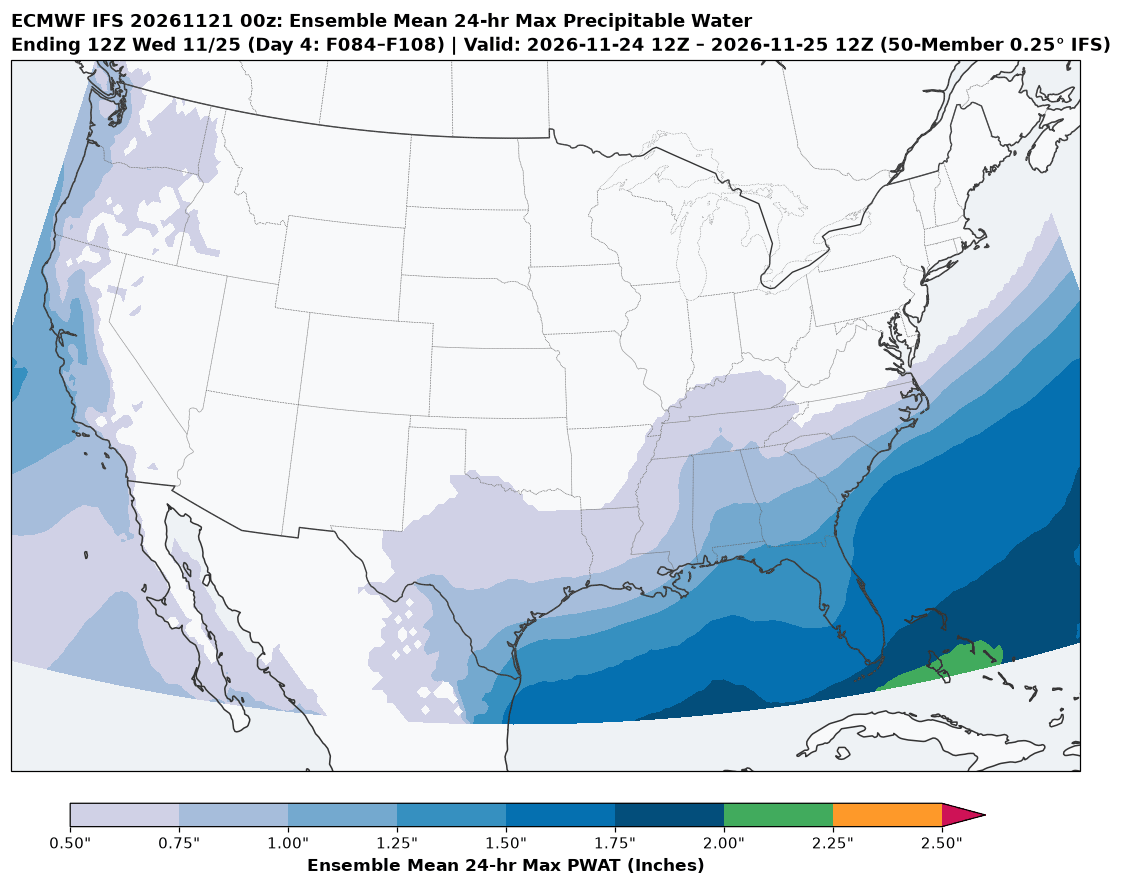 ECMWF IFS 20261121 00z: Ensemble Mean 24-hr Max Precipitable Water
Ending 12Z Wed 11/25 (Day 4: F084–F108) | Valid: 2026-11-24 12Z – 2026-11-25 12Z (50-Member 0.25° IFS)
0.50" 0.75" 1.00" 1.25" 1.50" 1.75" 2.00" 2.25" 2.50"
Ensemble Mean 24-hr Max PWAT (Inches)